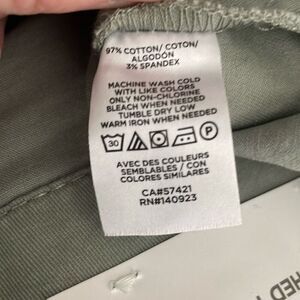 97% COTTON/ COTON/
ALGODÓN
3% SPANDEX
MACHINE WASH COLD
WITH LIKE COLORS
ONLY NON-CHLORINE
BLEACH WHEN NEEDED
TUMBLE DRY LOW
WARM IRON WHEN NEEDED
30 P
AVEC DES COULEURS
SEMBLABLES / CON
COLORES SIMILARES
CA#57421
RN#140923